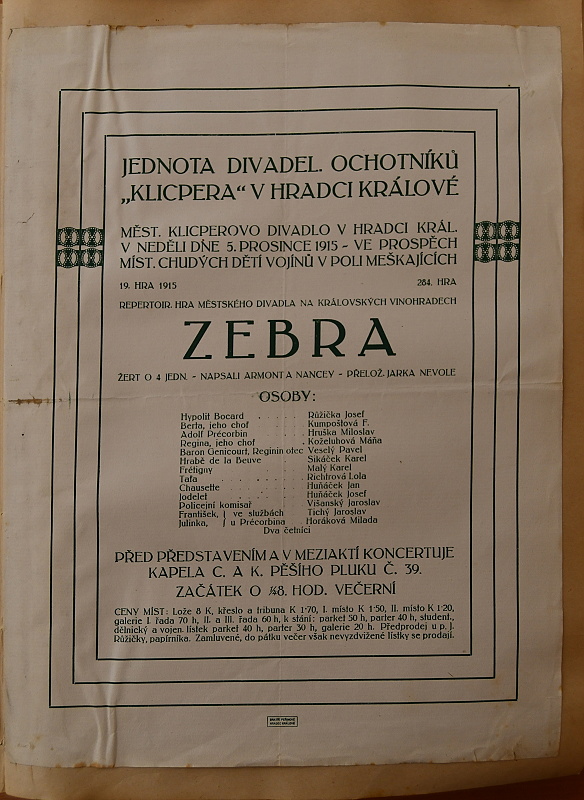 JEDNOTA DIVADEL. OCHOTNÍKŮ
„KLICPERA“ V HRADCI KRÁLOVÉ
MĚST. KLICPEROVO DIVADLO V HRADCI KRÁL.
V NEDĚLI DNE 5. PROSINCE 1915 - VE PROSPĚCH
MÍST. CHUDÝCH DĚTÍ VOJÍNŮ V POLI MEŠKAJÍCÍCH
19. HRA 1915 284. HRA
REPERTOIR. HRA MĚSTSKÉHO DIVADLA NA KRÁLOVSKÝCH VINOHRADECH
ZEBRA
ŽERT O 4 JEDN. - NAPSALI ARMONT A NANCEY - PŘELOŽ. JARKA NEVOLE
OSOBY:
Hypolit Bocard . . . . . Růžička Josef
Berta, jeho choť . . . . Kumpoštová F.
Adolf Précorbin . . . . Hruška Miloslav
Regina, jeho choť . . . . Koželuhová Máňa
Baron Genicourt, Reginin otec Veselý Pavel
Hrabě de la Beuve . . . Sikáček Karel
Frétigny . . . . . Malý Karel
Tafa . . . . . . Richtrová Lola
Chausette . . . . . Huňáček Jan
Jodelet . . . . . Huňáček Josef
Policejní komisař . . . Višanský Jaroslav
František, } ve službách . . Tichý Jaroslav
Julinka, } u Précorbina . . Horáková Milada
Dva četníci
PŘED PŘEDSTAVENÍM A V MEZIAKTÍ KONCERTUJE
KAPELA C. A K. PĚŠÍHO PLUKU Č. 39.
ZAČÁTEK O ¼8. HOD. VEČERNÍ
CENY MÍST: Lože 8 K, křeslo a tribuna K 1·70, I. místo K 1·50, II. místo K 1·20,
galerie I. řada 70 h, II. a III. řada 60 h, k stání: parket 50 h, parter 40 h, student.,
dělnický a vojen. lístek parket 40 h, parter 30 h, galerie 20 h. Předprodej u p. J.
Růžičky, papírníka. Zamluvené, do pátku večer však nevyzdvižené lístky se prodají.